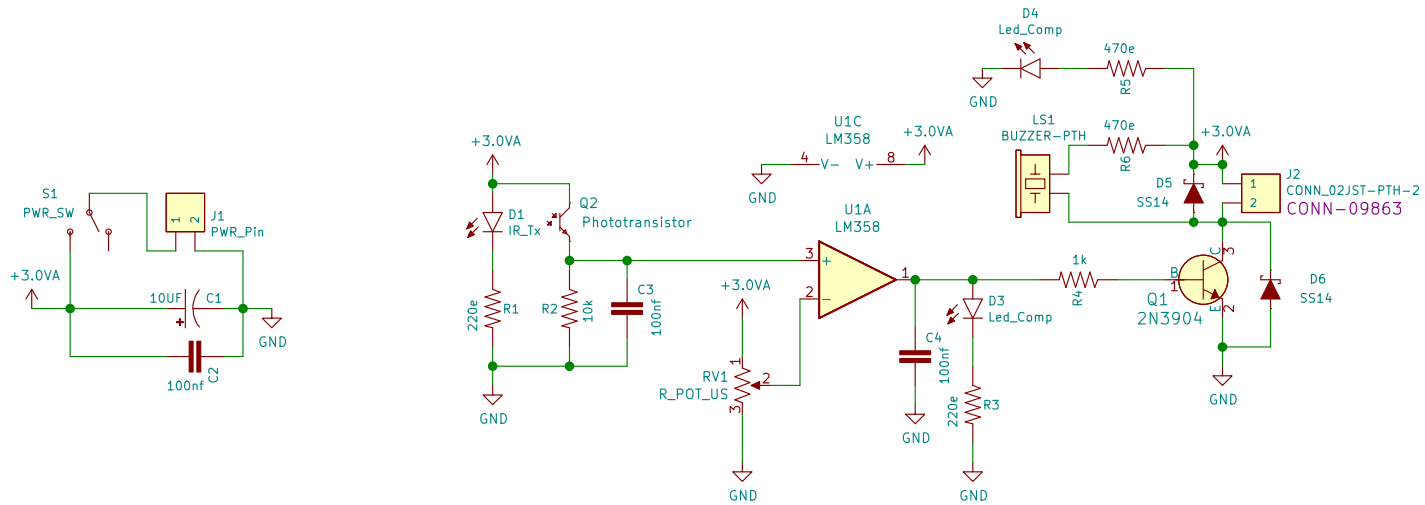 D4
Led_Comp
GND
470e
R5
LS1
BUZZER-PTH
470e
R6
+3.0VA
D5
SS14
1
2
J2
CONN_02JST-PTH-2
CONN-09863
U1C
LM358
+3.0VA
4
V-
V+
8
GND
S1
PWR_SW
1
2
J1
PWR_Pin
+3.0VA
10UF
C1
+
GND
100nf
C2
+3.0VA
D1
IR_Tx
Q2
Phototransistor
220e
R1
R2
10k
C3
100nf
GND
U1A
LM358
3
+
2
−
1
+3.0VA
RV1
R_POT_US
1
2
3
GND
C4
100nf
GND
D3
Led_Comp
220e
R3
GND
1k
R4
B
1
C
3
E
2
Q1
2N3904
D6
SS14
GND